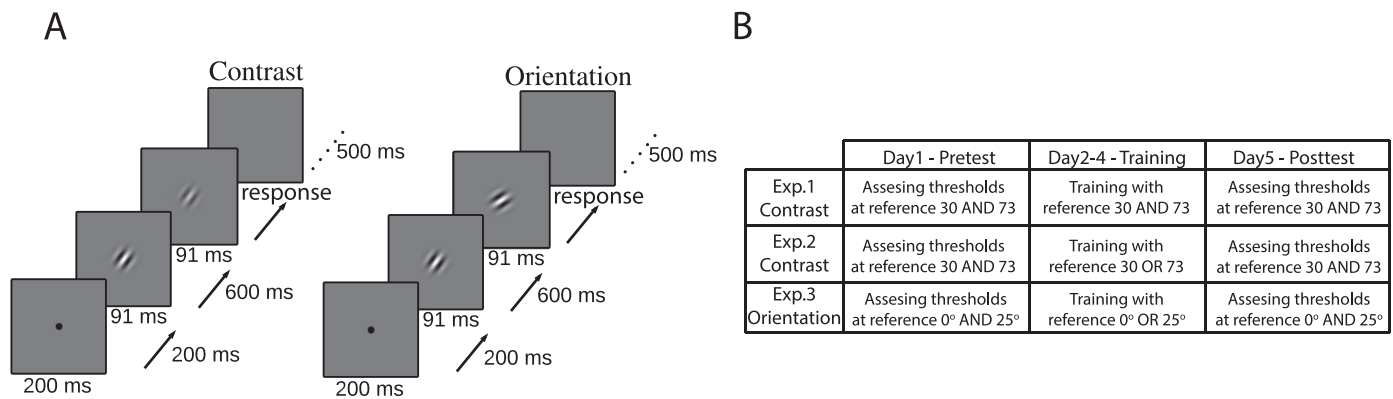 A
Contrast
500 ms
response
91 ms
600 ms
91 ms
200 ms
200 ms
Orientation
500 ms
response
91 ms
600 ms
91 ms
200 ms
200 ms
B
Day1 - Pretest Day2-4 - Training Day5 - Posttest
Exp.1 Contrast
Assesing thresholds
at reference 30 AND 73
Training with
reference 30 AND 73
Assesing thresholds
at reference 30 AND 73
Exp.2
Contrast
Assesing thresholds
at reference 30 AND 73
Training with
reference 30 OR 73
Assesing thresholds
at reference 30 AND 73
Exp.3
Orientation
Assesing thresholds
at reference 0° AND 25°
Training with
reference 0° OR 25°
Assesing thresholds
at reference 0° AND 25°